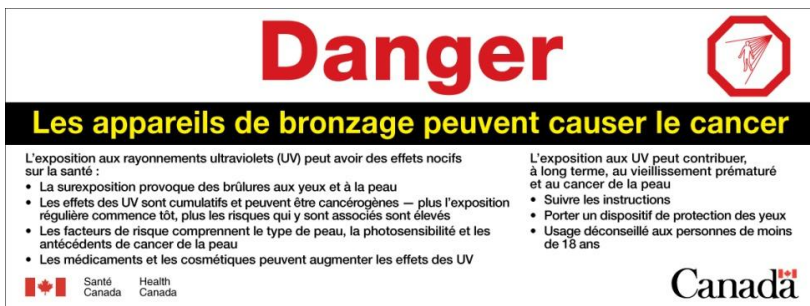 Danger
Les appareils de bronzage peuvent causer le cancer
L'exposition aux rayonnements ultraviolets (UV) peut avoir des effets nocifs
sur la santé :
• La surexposition provoque des brûlures aux yeux et à la peau
• Les effets des UV sont cumulatifs et peuvent être cancérogènes — plus l'exposition
régulière commence tôt, plus les risques qui y sont associés sont élevés
• Les facteurs de risque comprennent le type de peau, la photosensibilité et les
antécédents de cancer de la peau
• Les médicaments et les cosmétiques peuvent augmenter les effets des UV
L'exposition aux UV peut contribuer,
à long terme, au vieillissement prématuré
et au cancer de la peau
• Suivre les instructions
• Porter un dispositif de protection des yeux
• Usage déconseillé aux personnes de moins
de 18 ans
Santé Health
Canada Canada
Canada